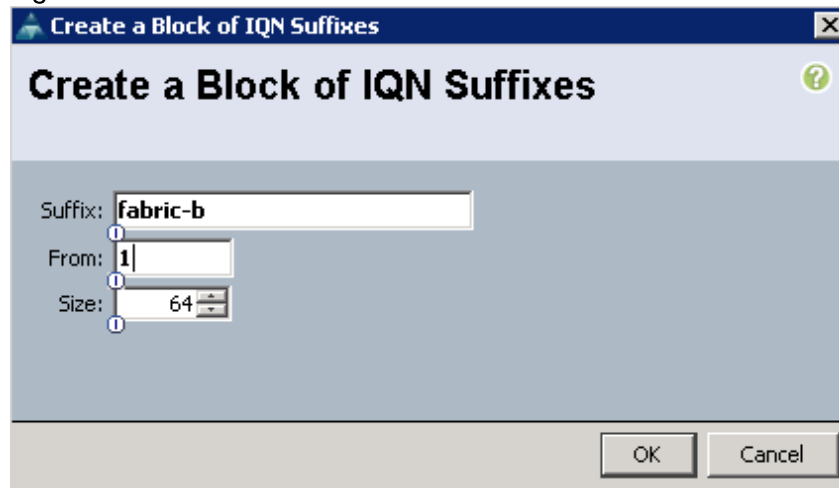 Create a Block of IQN Suffixes
Create a Block of IQN Suffixes
Suffix: fabric-b
From: 1
Size: 64
OK Cancel